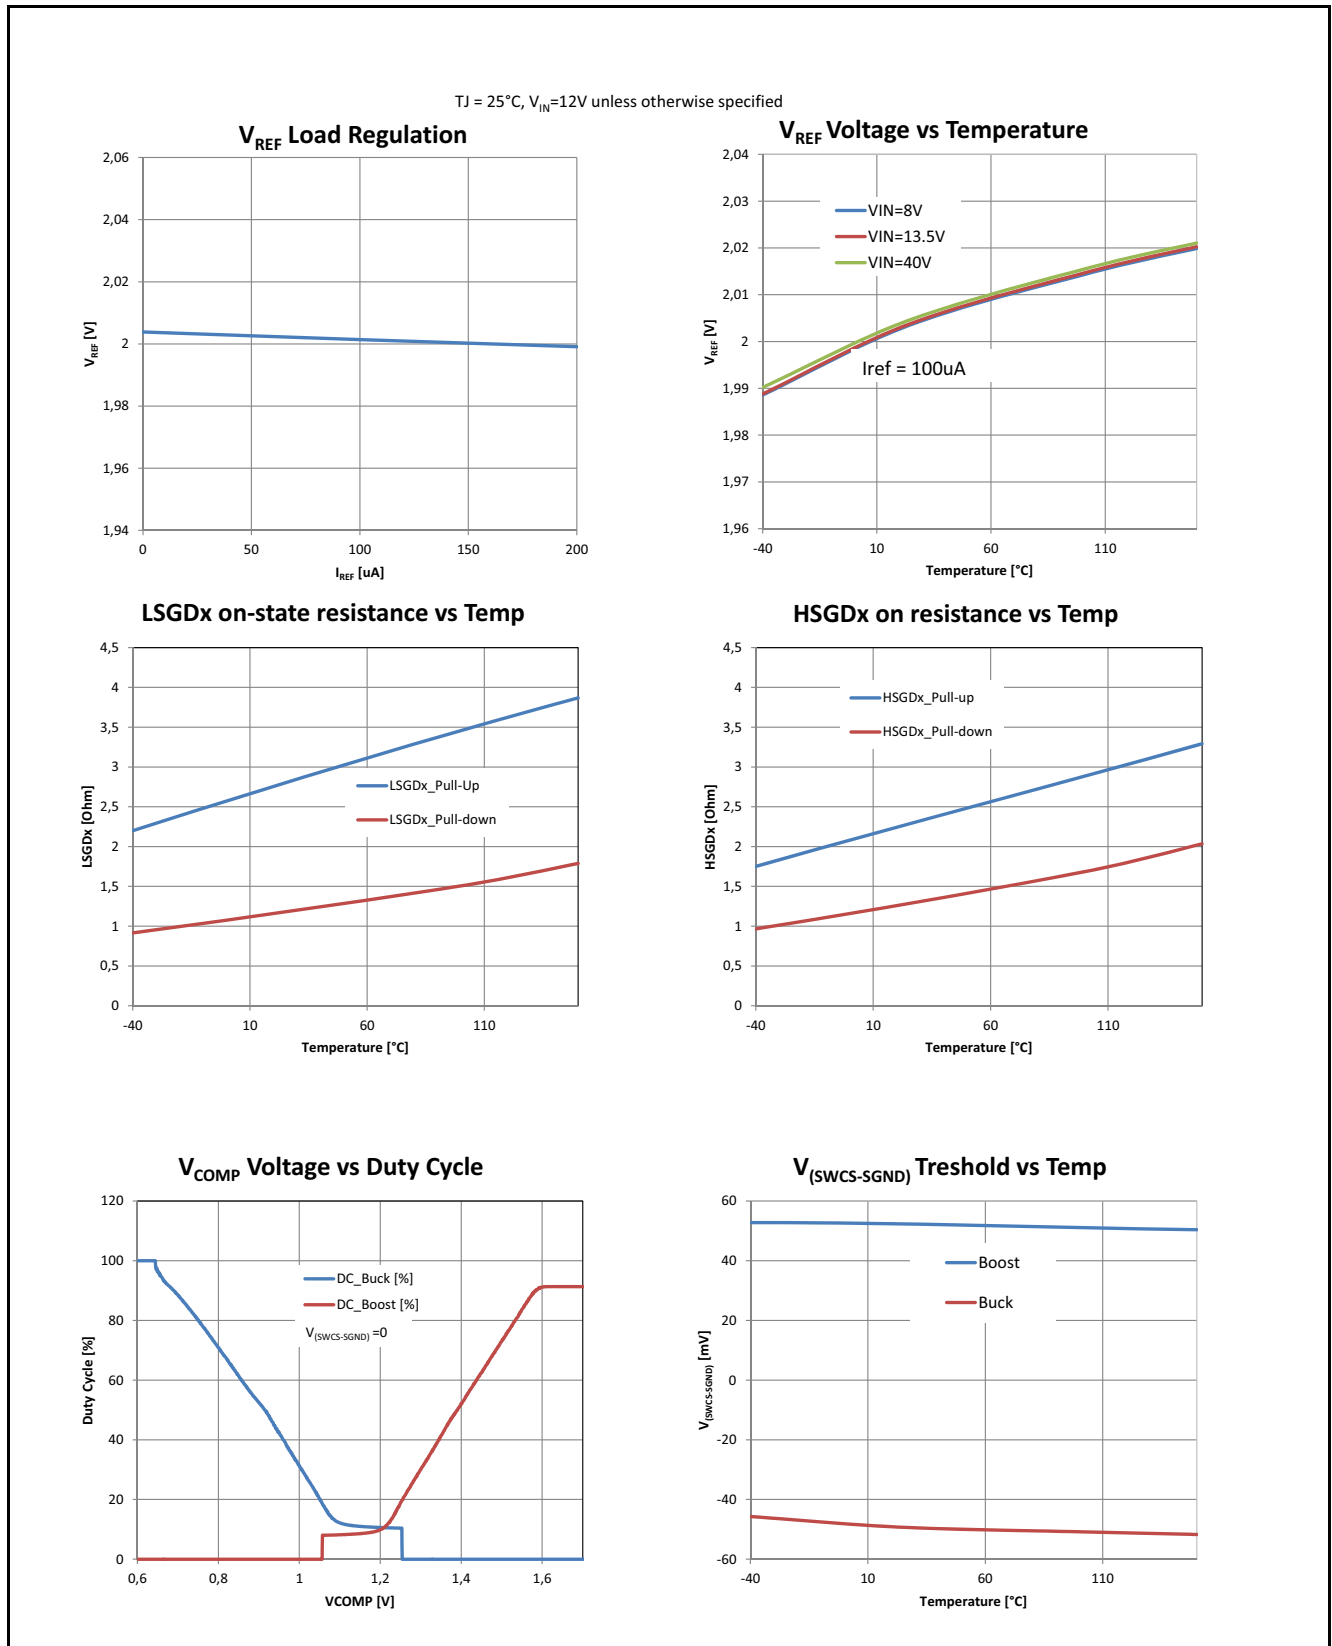 TJ = 25°C, VIN=12V unless otherwise specified
VREF Load Regulation
2,06
2,04
2,02
2
1,98
1,96
1,94
VREF [V]
0 50 100 150 200
IREF [uA]
VREF Voltage vs Temperature
2,04
2,03
2,02
2,01
2
1,99
1,98
1,97
1,96
VREF [V]
VIN=8V
VIN=13.5V
VIN=40V
Iref = 100uA
-40 10 60 110
Temperature [°C]
LSGDx on-state resistance vs Temp
4,5
4
3,5
3
2,5
2
1,5
1
0,5
0
LSGDx [Ohm]
LSGDx_Pull-Up
LSGDx_Pull-down
-40 10 60 110
Temperature [°C]
HSGDx on resistance vs Temp
4,5
4
3,5
3
2,5
2
1,5
1
0,5
0
HSGDx [Ohm]
HSGDx_Pull-up
HSGDx_Pull-down
-40 10 60 110
Temperature [°C]
VCOMP Voltage vs Duty Cycle
120
100
80
60
40
20
0
Duty Cycle [%]
DC_Buck [%]
DC_Boost [%]
V(SWCS-SGND) =0
0,6 0,8 1 1,2 1,4 1,6
VCOMP [V]
V(SWCS-SGND) Treshold vs Temp
60
40
20
0
-20
-40
-60
V(SWCS-SGND) [mV]
Boost
Buck
-40 10 60 110
Temperature [°C]